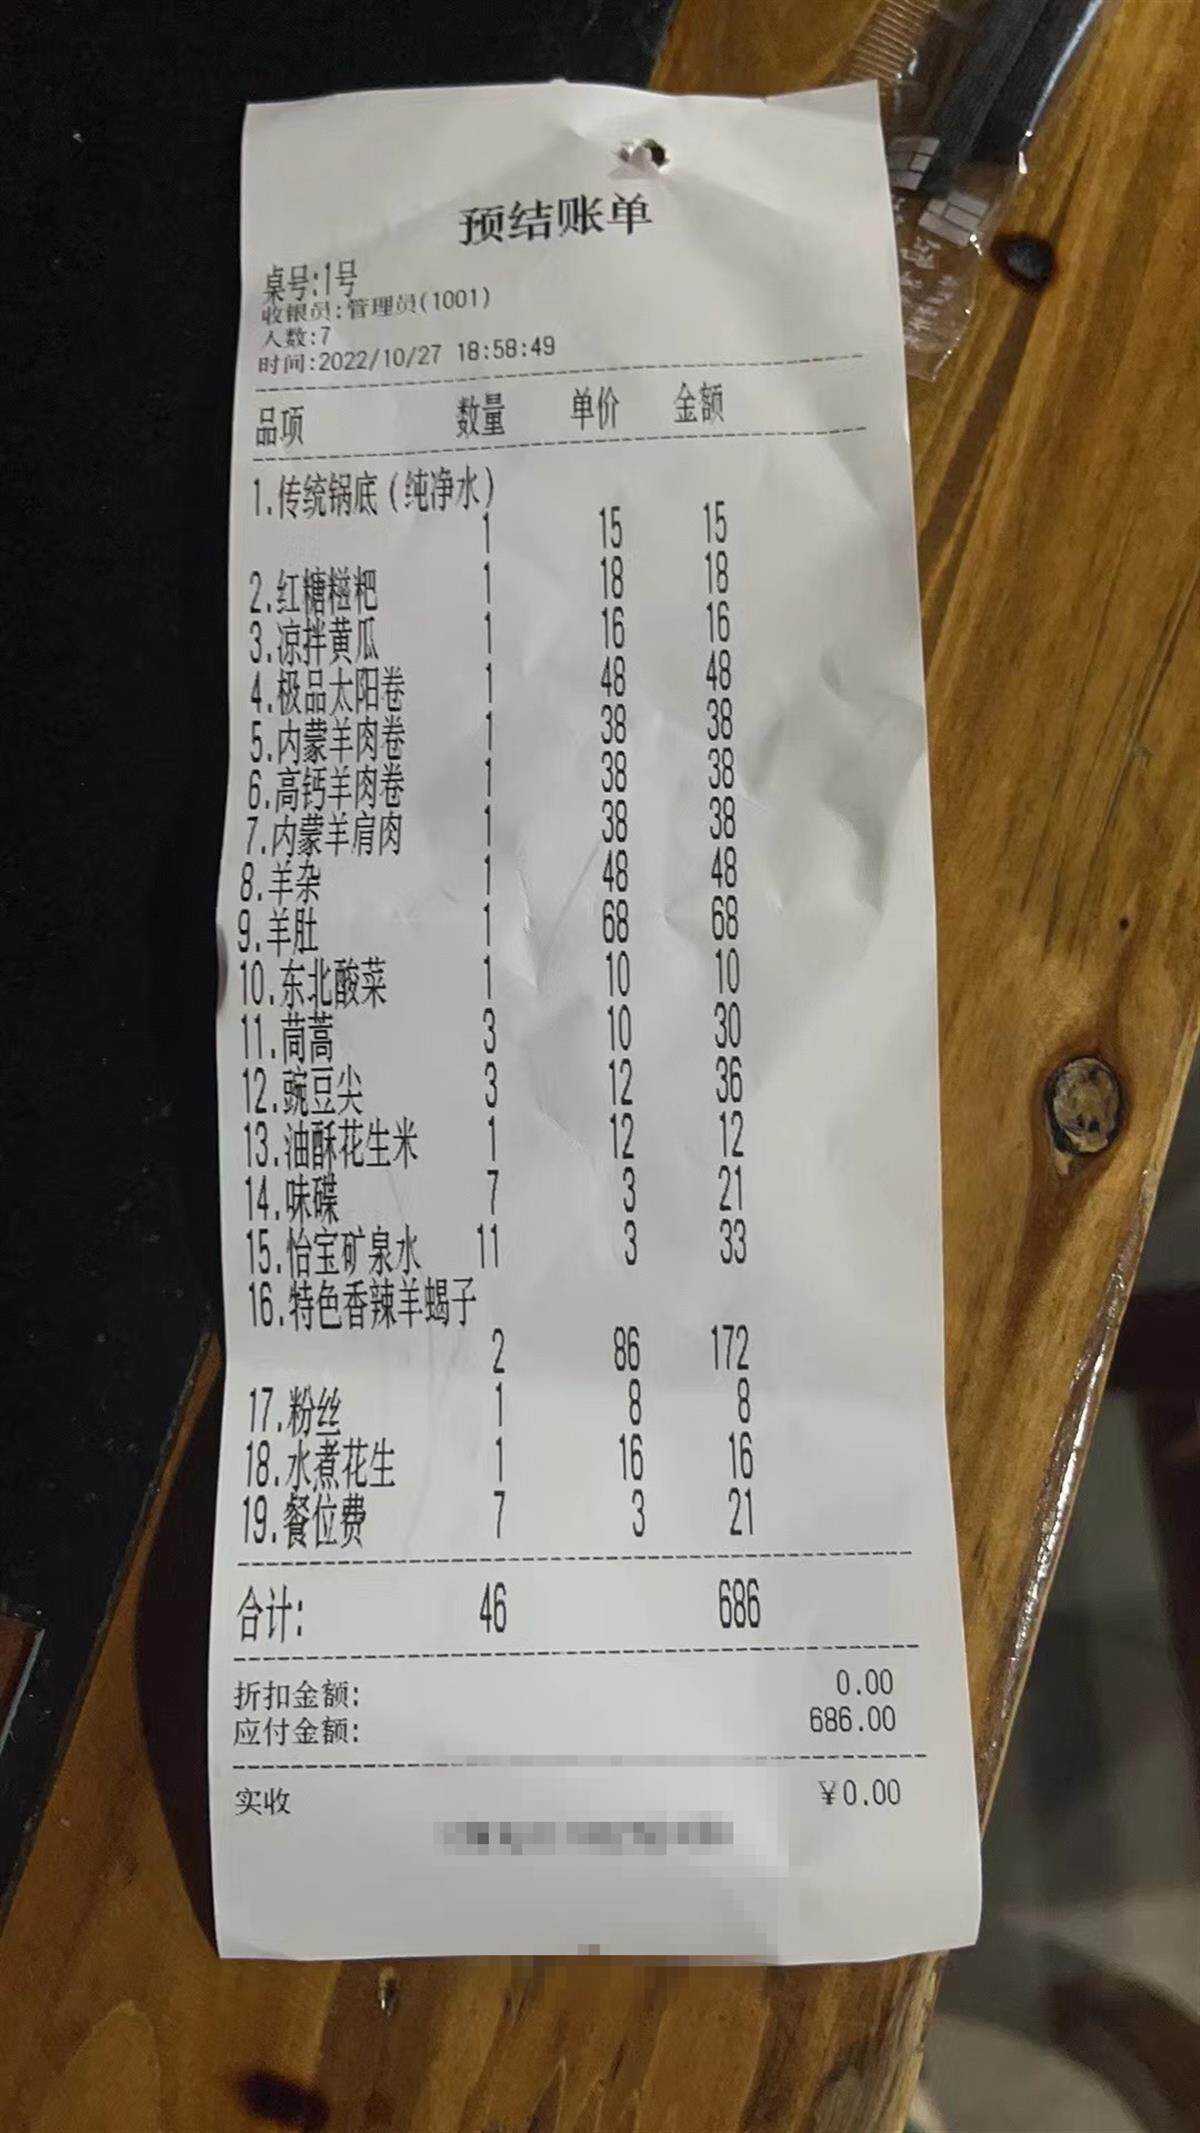 预结账单
桌号:1号
收银员:管理员(1001)
人数:7
时间:2022/10/27 18:58:49
品项 数量 单价 金额
1.传统锅底(纯净水)
1 15 15
2.红糖糍粑 1 18 18
3.凉拌黄瓜 1 16 16
4.极品太阳卷 1 48 48
5.内蒙羊肉卷 1 38 38
6.高钙羊肉卷 1 38 38
7.内蒙羊肩肉 1 38 38
8.羊杂 1 48 48
9.羊肚 1 68 68
10.东北酸菜 1 10 10
11.茼蒿 3 10 30
12.豌豆尖 3 12 36
13.油酥花生米 1 12 12
14.味碟 7 3 21
15.怡宝矿泉水 11 3 33
16.特色香辣羊蝎子
2 86 172
17.粉丝 1 8 8
18.水煮花生 1 16 16
19.餐位费 7 3 21
合计: 46 686
折扣金额: 0.00
应付金额: 686.00
实收 ¥0.00